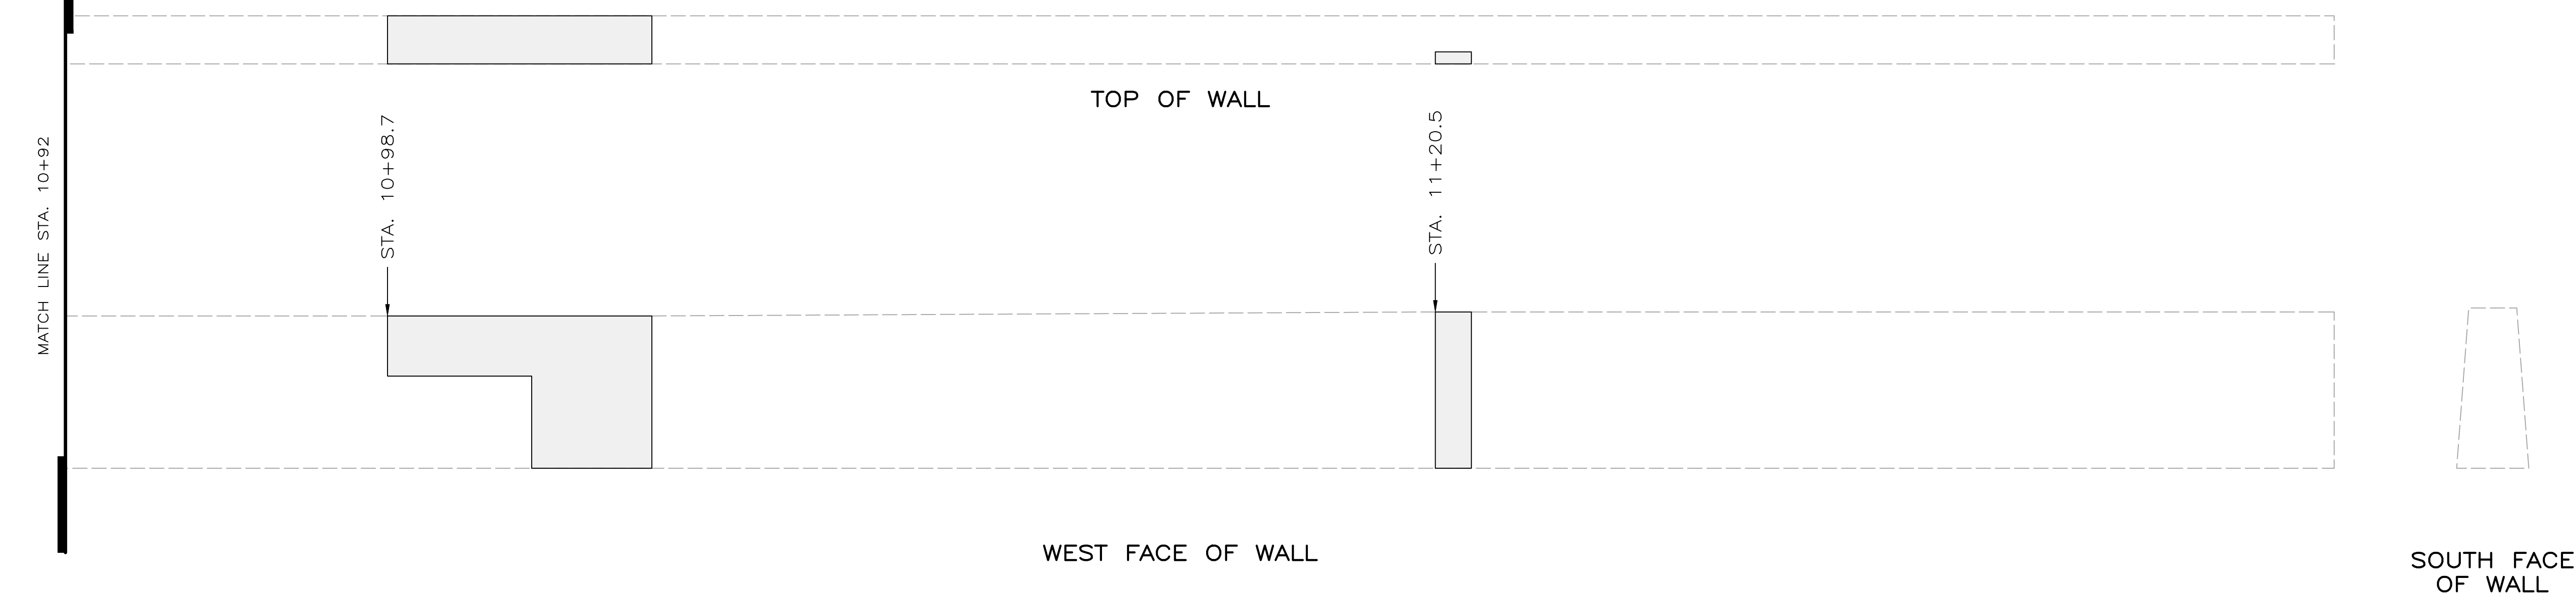 TOP OF WALL
MATCH LINE STA. 10+92
STA. 10+98.7
STA. 11+20.5
WEST FACE OF WALL
SOUTH FACE
OF WALL